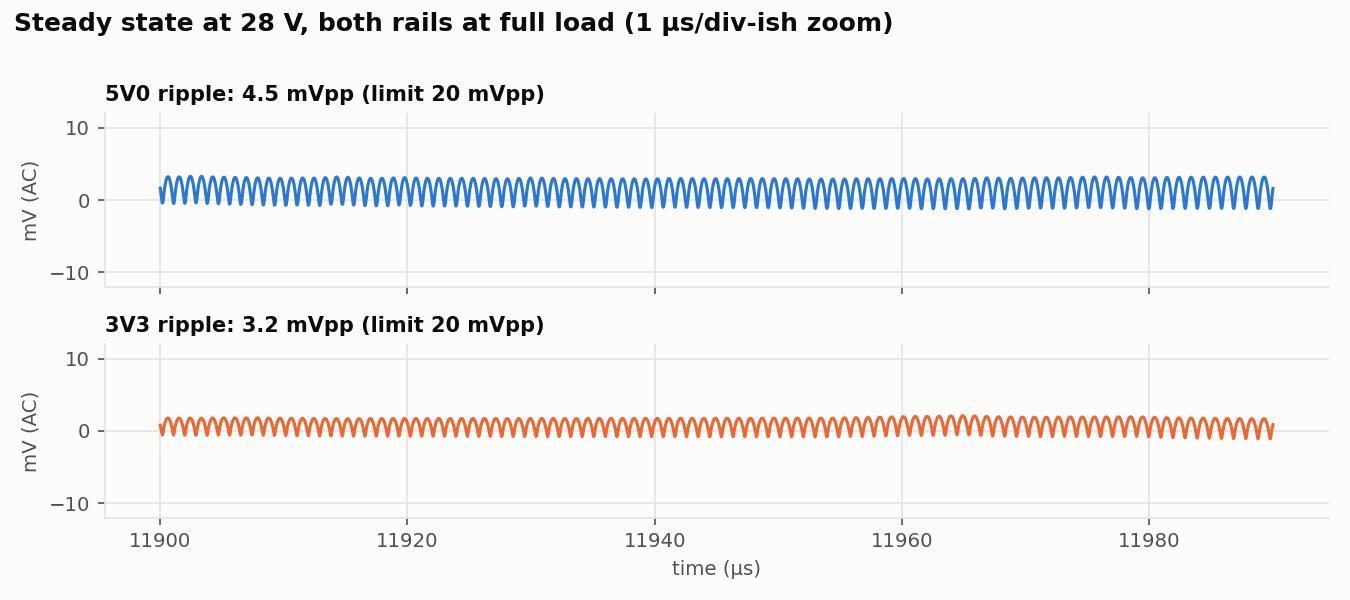 Steady state at 28 V, both rails at full load (1 µs/div-ish zoom)
5V0 ripple: 4.5 mVpp (limit 20 mVpp)
10
0
−10
mV (AC)
3V3 ripple: 3.2 mVpp (limit 20 mVpp)
10
0
−10
mV (AC)
11900 11920 11940 11960 11980
time (µs)